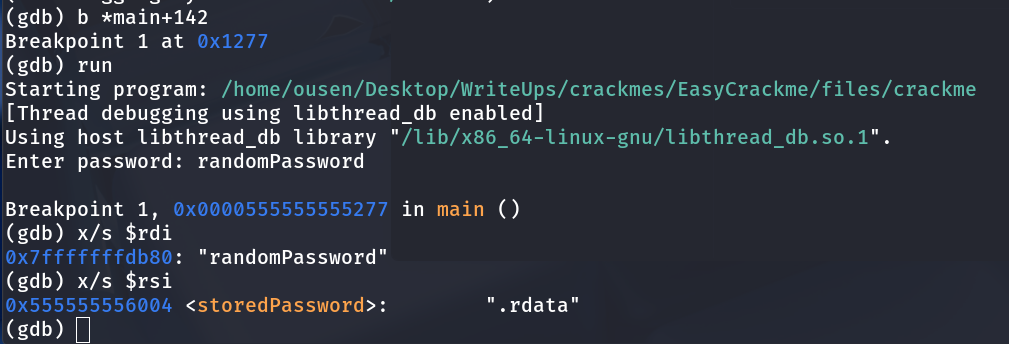 (gdb) b *main+142
Breakpoint 1 at 0x1277
(gdb) run
Starting program: /home/ousen/Desktop/WriteUps/crackmes/EasyCrackme/files/crackme
[Thread debugging using libthread_db enabled]
Using host libthread_db library "/lib/x86_64-linux-gnu/libthread_db.so.1".
Enter password: randomPassword
Breakpoint 1, 0x0000555555555277 in main ()
(gdb) x/s $rdi
0x7fffffffdb80: "randomPassword"
(gdb) x/s $rsi
0x555555556004 <storedPassword>: ".rdata"
(gdb)